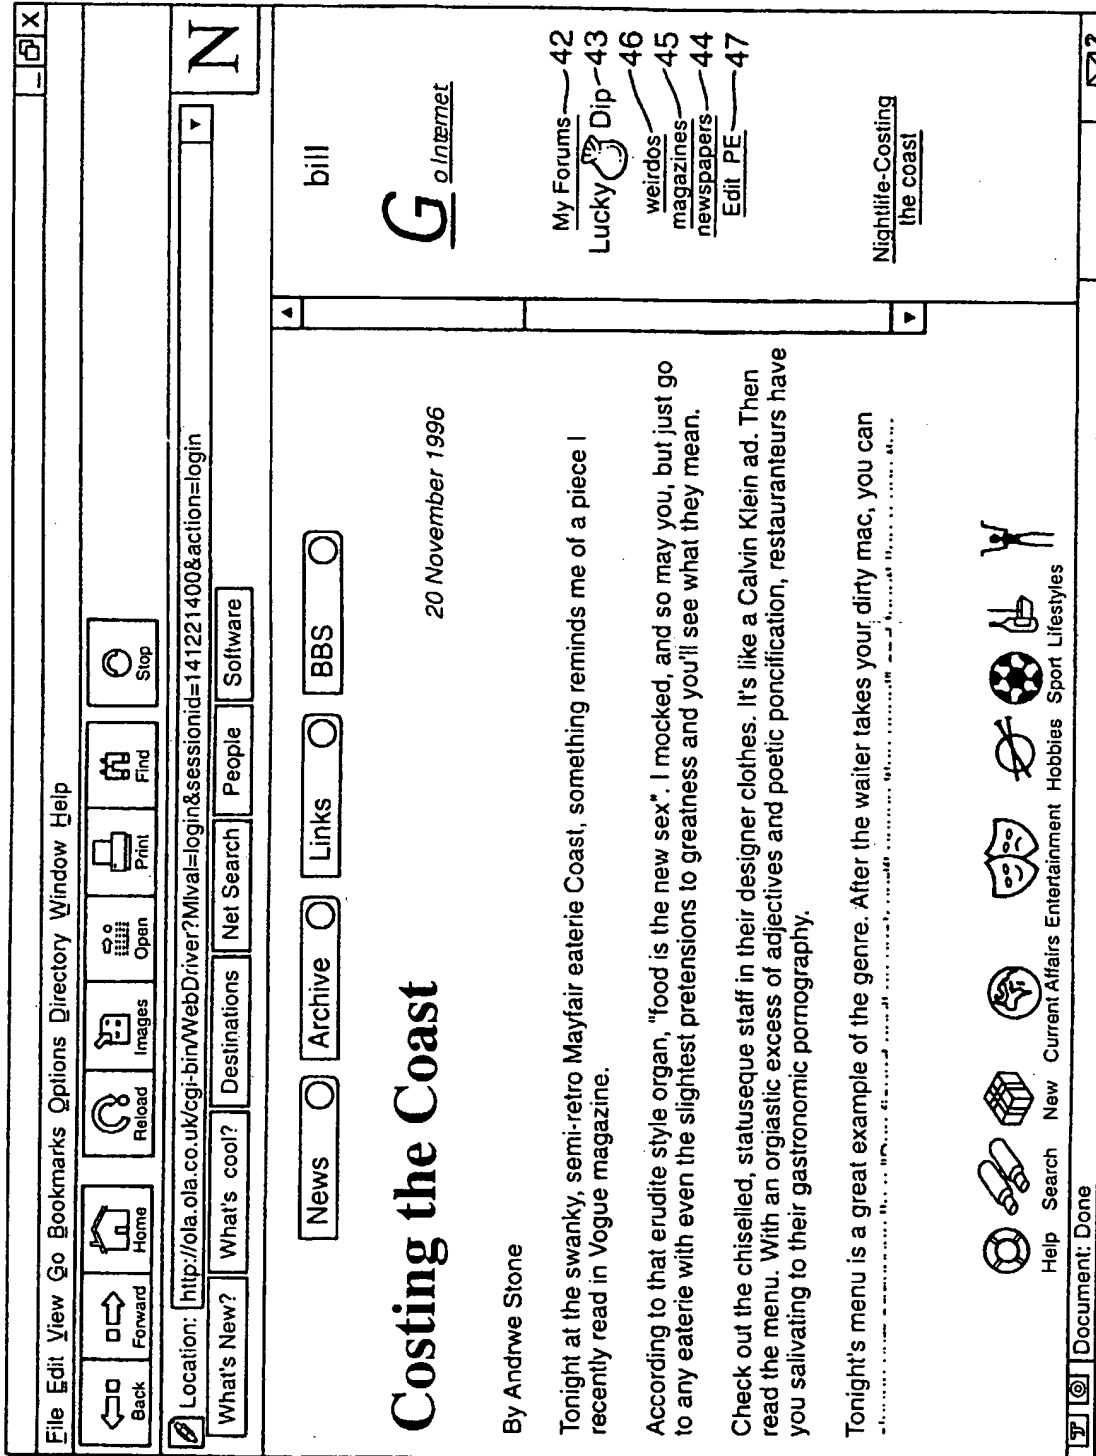 File Edit View Go Bookmarks Options Directory Window Help
Back Forward Home Reload Images Open Print Find Stop
Location: http://ola.ola.co.uk/cgi-bin/WebDriver?MIval=login&sessionid=141221400&action=login
N
What's New? What's cool? Destinations Net Search People Software
News Archive Links BBS
bill
Costing the Coast
20 November 1996
Go Internet
By Andrwe Stone
Tonight at the swanky, semi-retro Mayfair eaterie Coast, something reminds me of a piece I
recently read in Vogue magazine.
According to that erudite style organ, "food is the new sex". I mocked, and so may you, but just go
to any eaterie with even the slightest pretensions to greatness and you'll see what they mean.
Check out the chiselled, statuseque staff in their designer clothes. It's like a Calvin Klein ad. Then
read the menu. With an orgiastic excess of adjectives and poetic poncification, restauranteurs have
you salivating to their gastronomic pornography.
Tonight's menu is a great example of the genre. After the waiter takes your dirty mac, you can
My Forums 42
Lucky Dip 43
weirdos 46
magazines 45
newspapers 44
Edit PE 47
Nightlife-Costing
the coast
Help Search New Current Affairs Entertainment Hobbies Sport Lifestyles
Document: Done